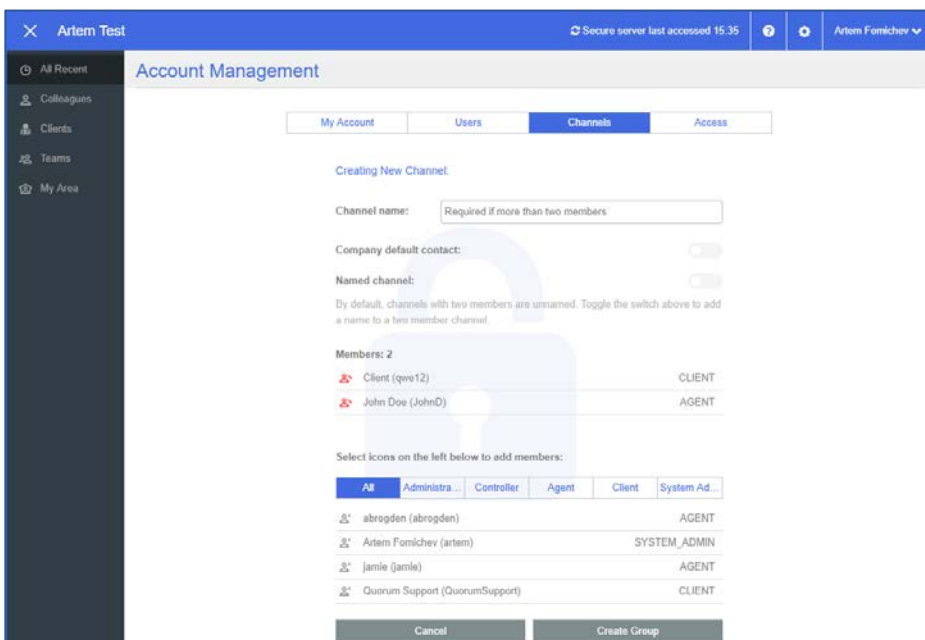 Artem Test
Secure server last accessed 15:35
Artem Fomichev
All Recent
Colleagues
Clients
Teams
My Area
Account Management
My Account Users Channels Access
Creating New Channel:
Channel name: Required if more than two members
Company default contact:
Named channel:
By default, channels with two members are unnamed. Toggle the switch above to add
a name to a two member channel.
Members: 2
Client (qwe12) CLIENT
John Doe (JohnD) AGENT
Select icons on the left below to add members:
All Administra... Controller Agent Client System Ad...
abrogden (abrogden) AGENT
Artem Fomichev (artem) SYSTEM_ADMIN
jamie (jamie) AGENT
Quorum Support (QuorumSupport) CLIENT
Cancel Create Group